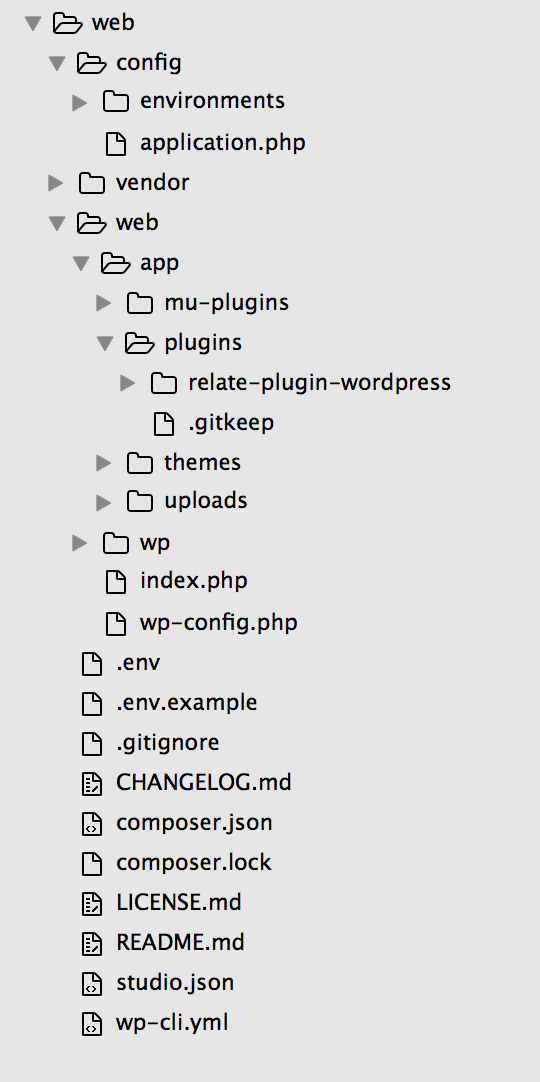 web
config
environments
application.php
vendor
web
app
mu-plugins
plugins
relate-plugin-wordpress
.gitkeep
themes
uploads
wp
index.php
wp-config.php
.env
.env.example
.gitignore
CHANGELOG.md
composer.json
composer.lock
LICENSE.md
README.md
studio.json
wp-cli.yml